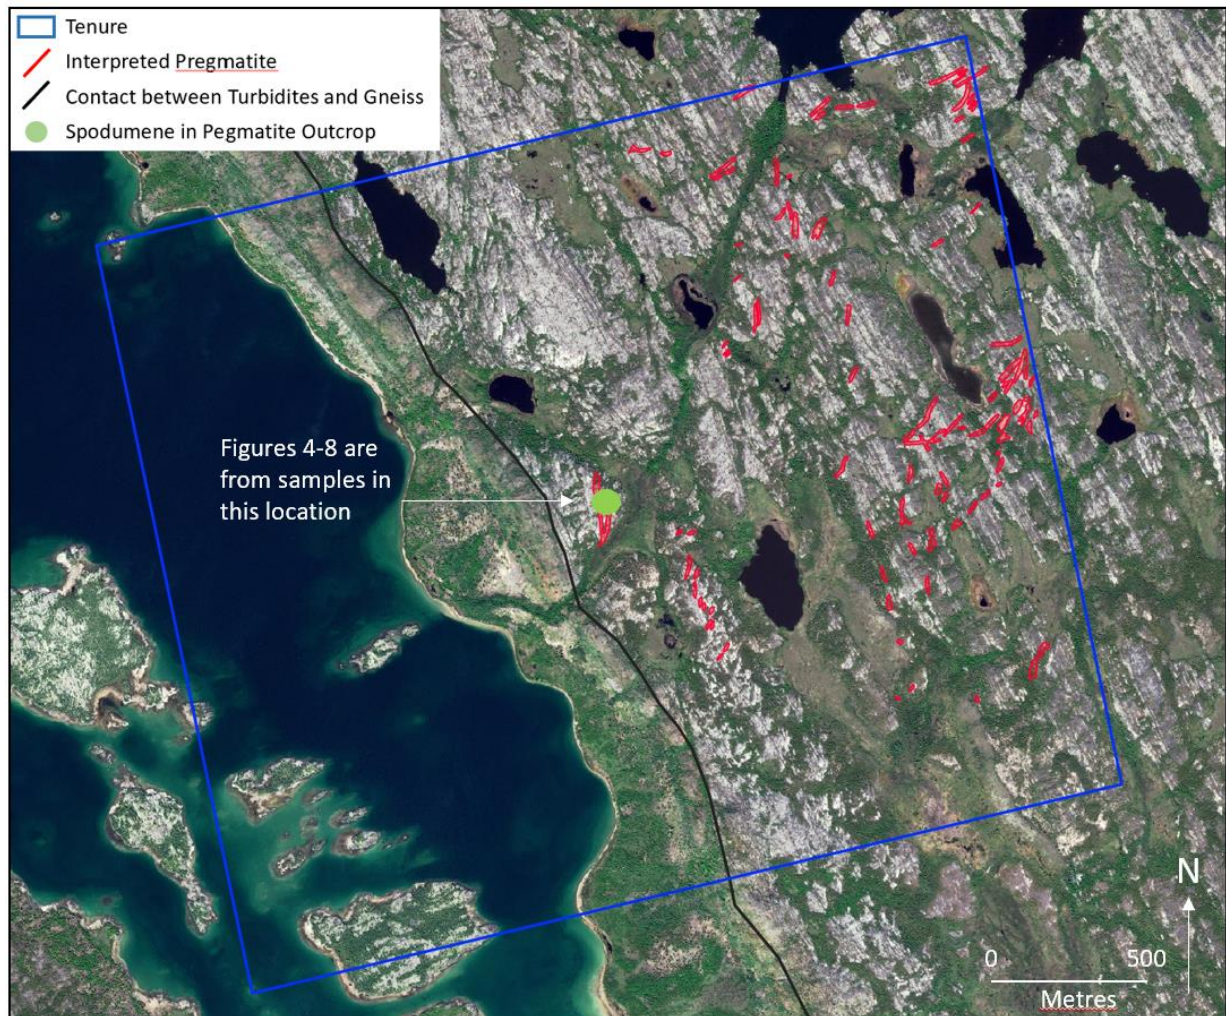 Tenure
Interpreted Pregmatite
Contact between Turbidites and Gneiss
Spodumene in Pegmatite Outcrop
Figures 4-8 are
from samples in
this location
N
0 500
Metres